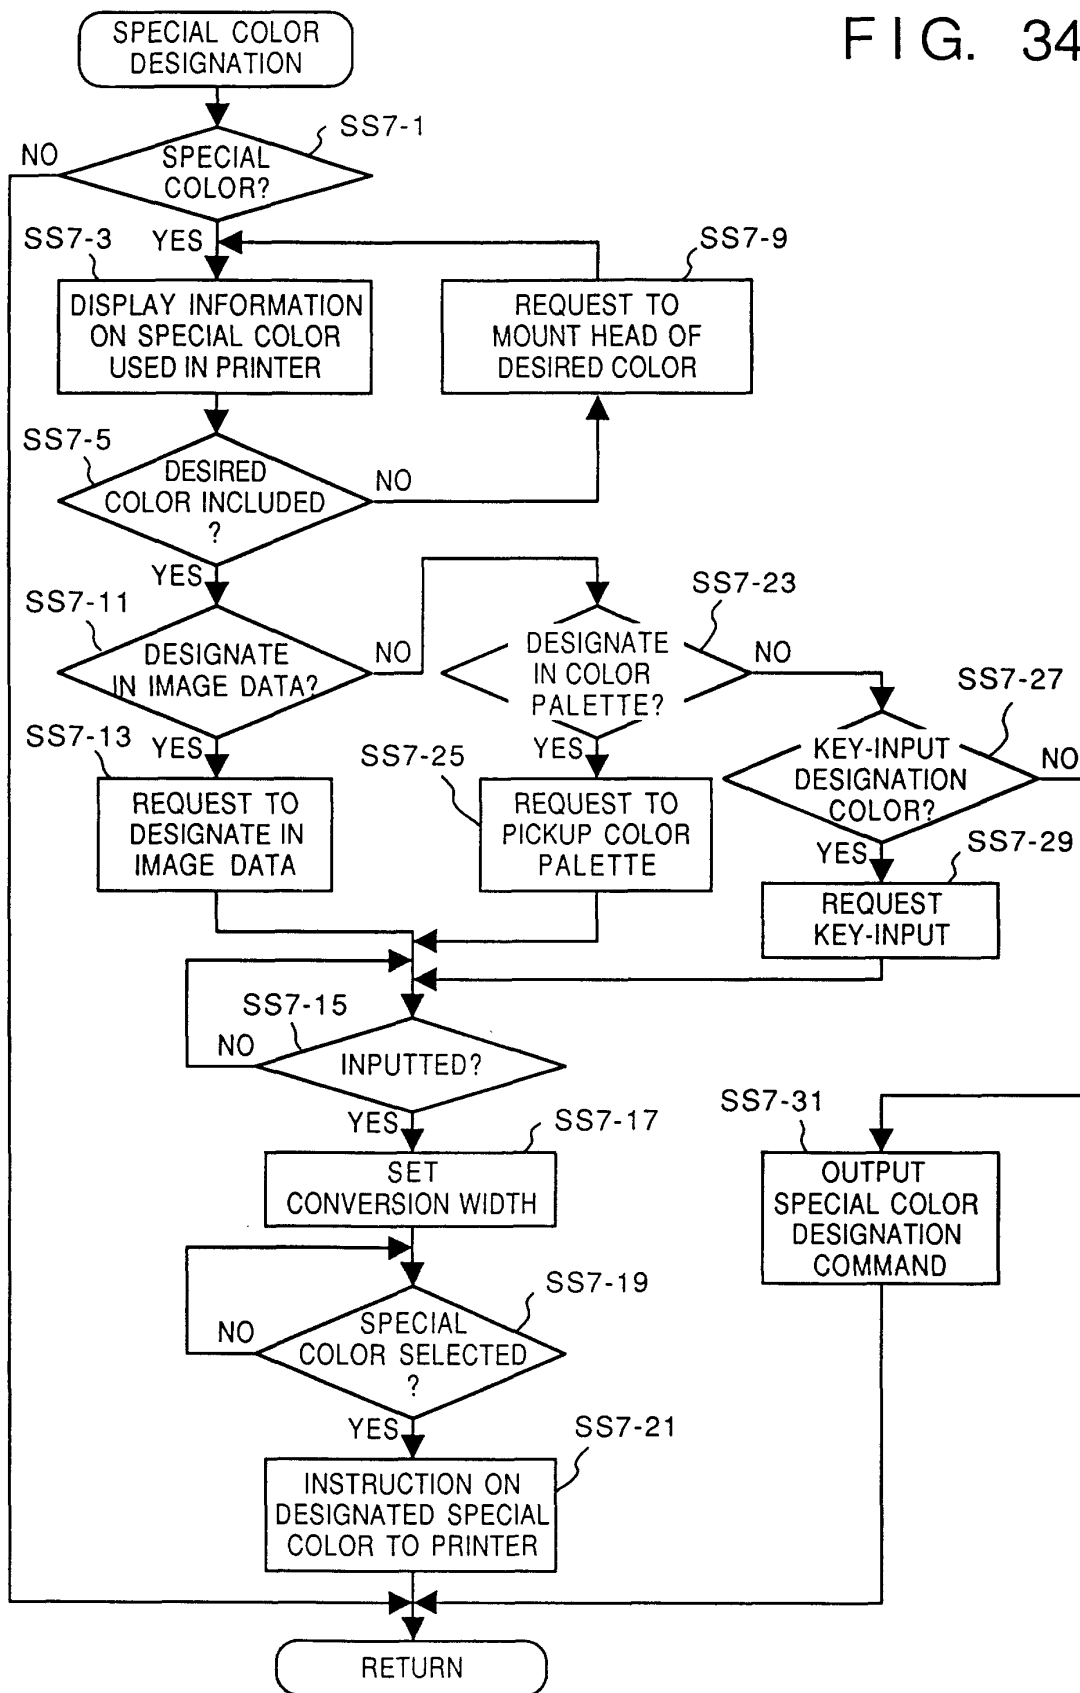 FIG. 34
SPECIAL COLOR
DESIGNATION
SS7-1
NO
SPECIAL
COLOR?
SS7-3
YES
SS7-9
DISPLAY INFORMATION
ON SPECIAL COLOR
USED IN PRINTER
REQUEST TO
MOUNT HEAD OF
DESIRED COLOR
SS7-5
DESIRED
COLOR INCLUDED
?
NO
YES
SS7-11
DESIGNATE
IN IMAGE DATA?
NO
SS7-23
DESIGNATE
IN COLOR
PALETTE?
NO
SS7-27
KEY-INPUT
DESIGNATION
COLOR?
NO
SS7-13
YES
REQUEST TO
DESIGNATE IN
IMAGE DATA
SS7-25
YES
REQUEST TO
PICKUP COLOR
PALETTE
YES
SS7-29
REQUEST
KEY-INPUT
SS7-15
NO
INPUTTED?
YES
SS7-17
SET
CONVERSION WIDTH
SS7-31
OUTPUT
SPECIAL COLOR
DESIGNATION
COMMAND
SS7-19
NO
SPECIAL
COLOR SELECTED
?
YES
SS7-21
INSTRUCTION ON
DESIGNATED SPECIAL
COLOR TO PRINTER
RETURN